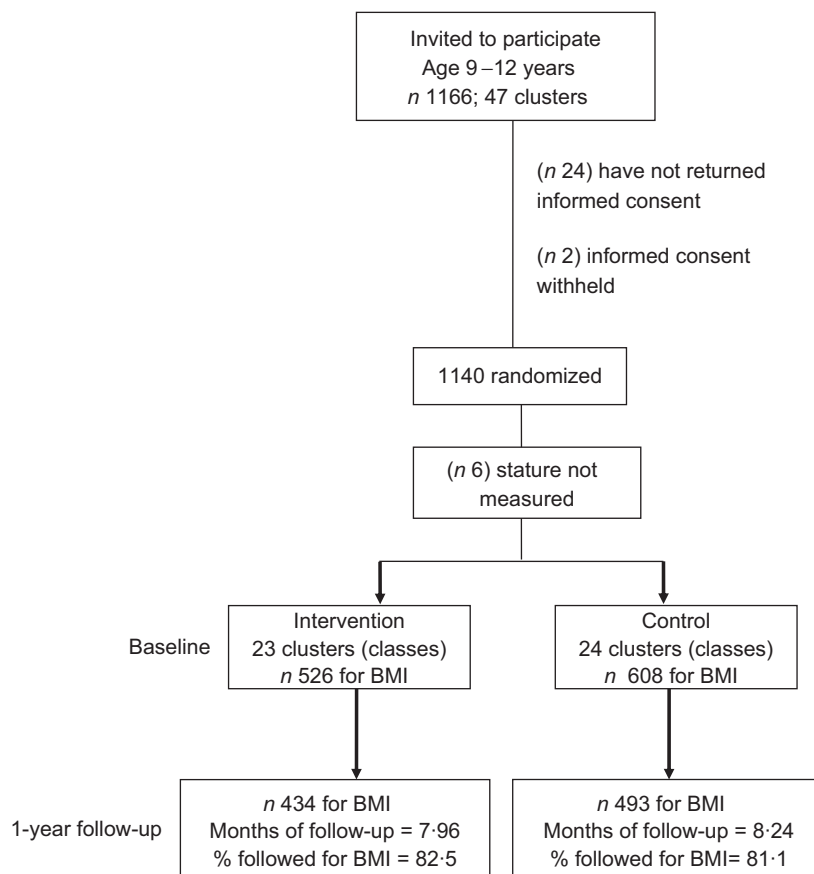 Invited to participate
Age 9–12 years
n 1166; 47 clusters
(n 24) have not returned
informed consent
(n 2) informed consent
withheld
1140 randomized
(n 6) stature not
measured
Baseline
Intervention
23 clusters (classes)
n 526 for BMI
Control
24 clusters (classes)
n 608 for BMI
1-year follow-up
n 434 for BMI
Months of follow-up = 7·96
% followed for BMI = 82·5
n 493 for BMI
Months of follow-up = 8·24
% followed for BMI= 81·1